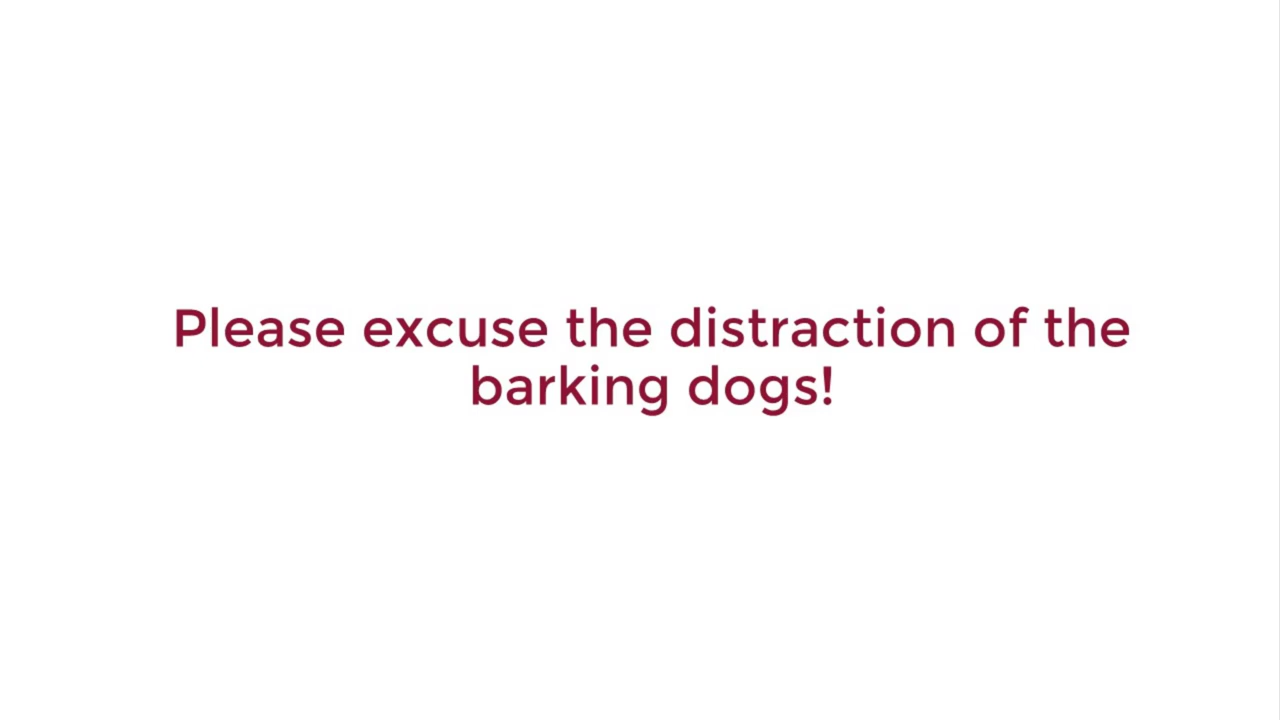 Please excuse the distraction of the
barking dogs!